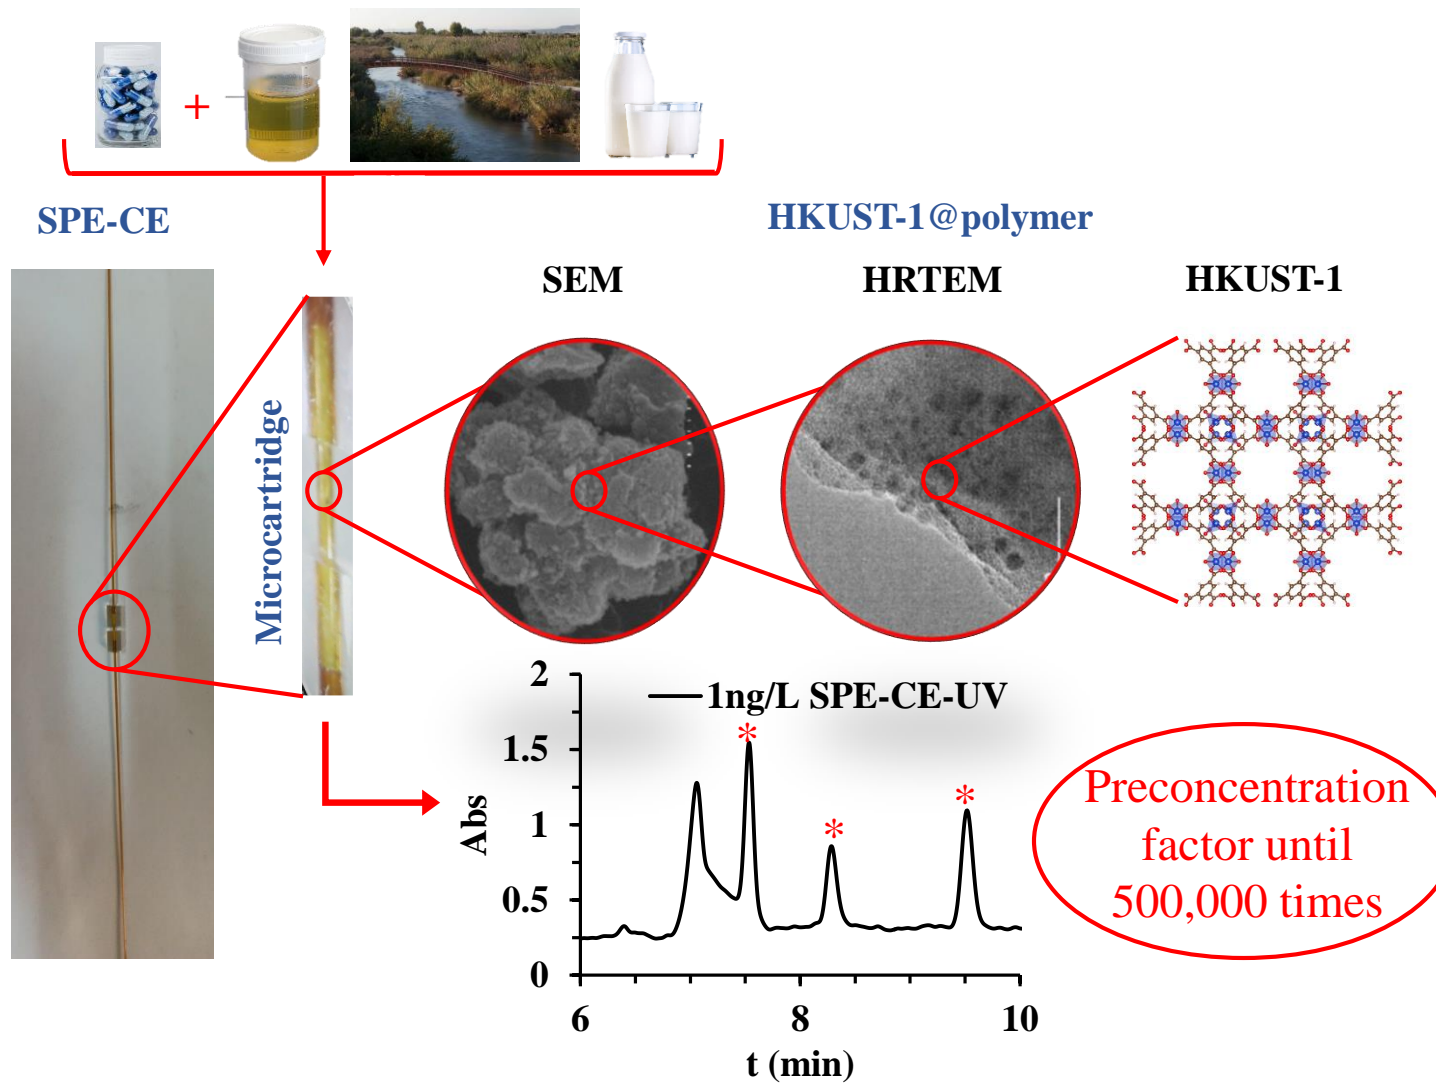 +
SPE-CE
HKUST-1@polymer
SEM
HRTEM
HKUST-1
Microcartridge
1ng/L SPE-CE-UV
*
*
*
2
1.5
1
0.5
0
Abs
6
8
10
t (min)
Preconcentration
factor until
500,000 times